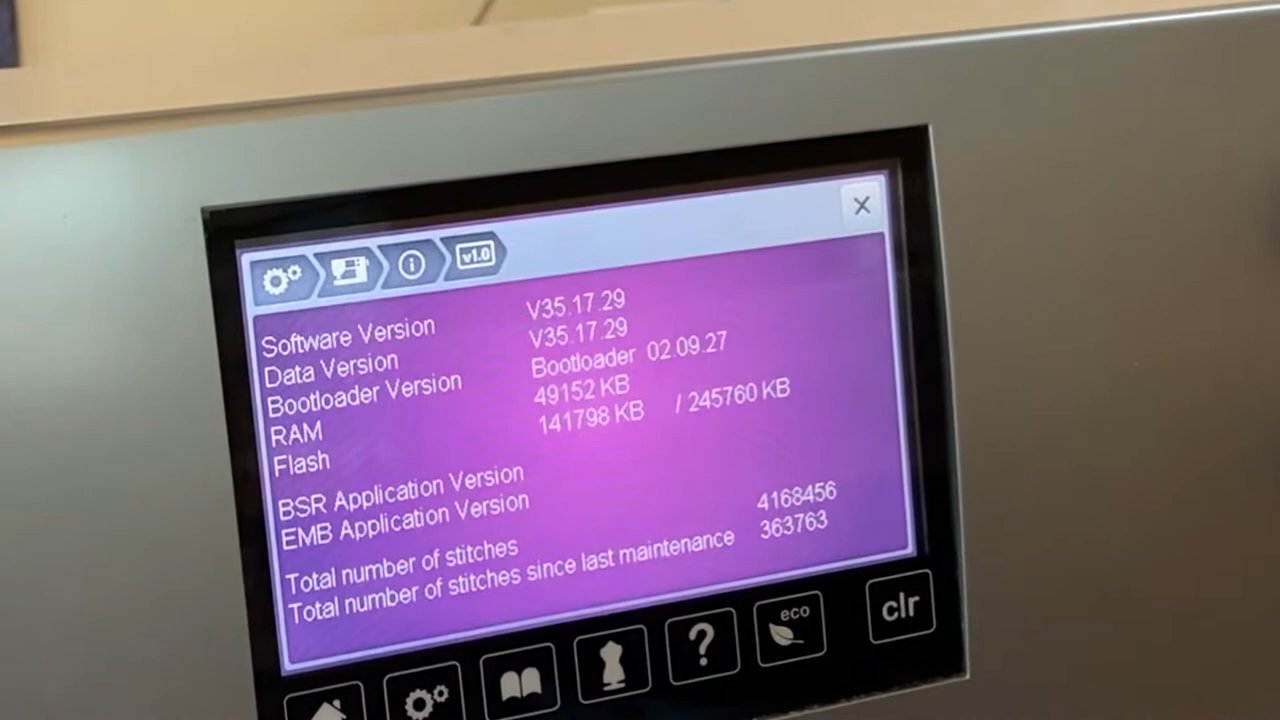 v1.0
Software Version V35.17.29
Data Version V35.17.29
Bootloader Version Bootloader 02.09.27
RAM 49152 KB
Flash 141798 KB / 245760 KB
BSR Application Version
EMB Application Version
Total number of stitches 4168456
Total number of stitches since last maintenance 363763
? eco clr